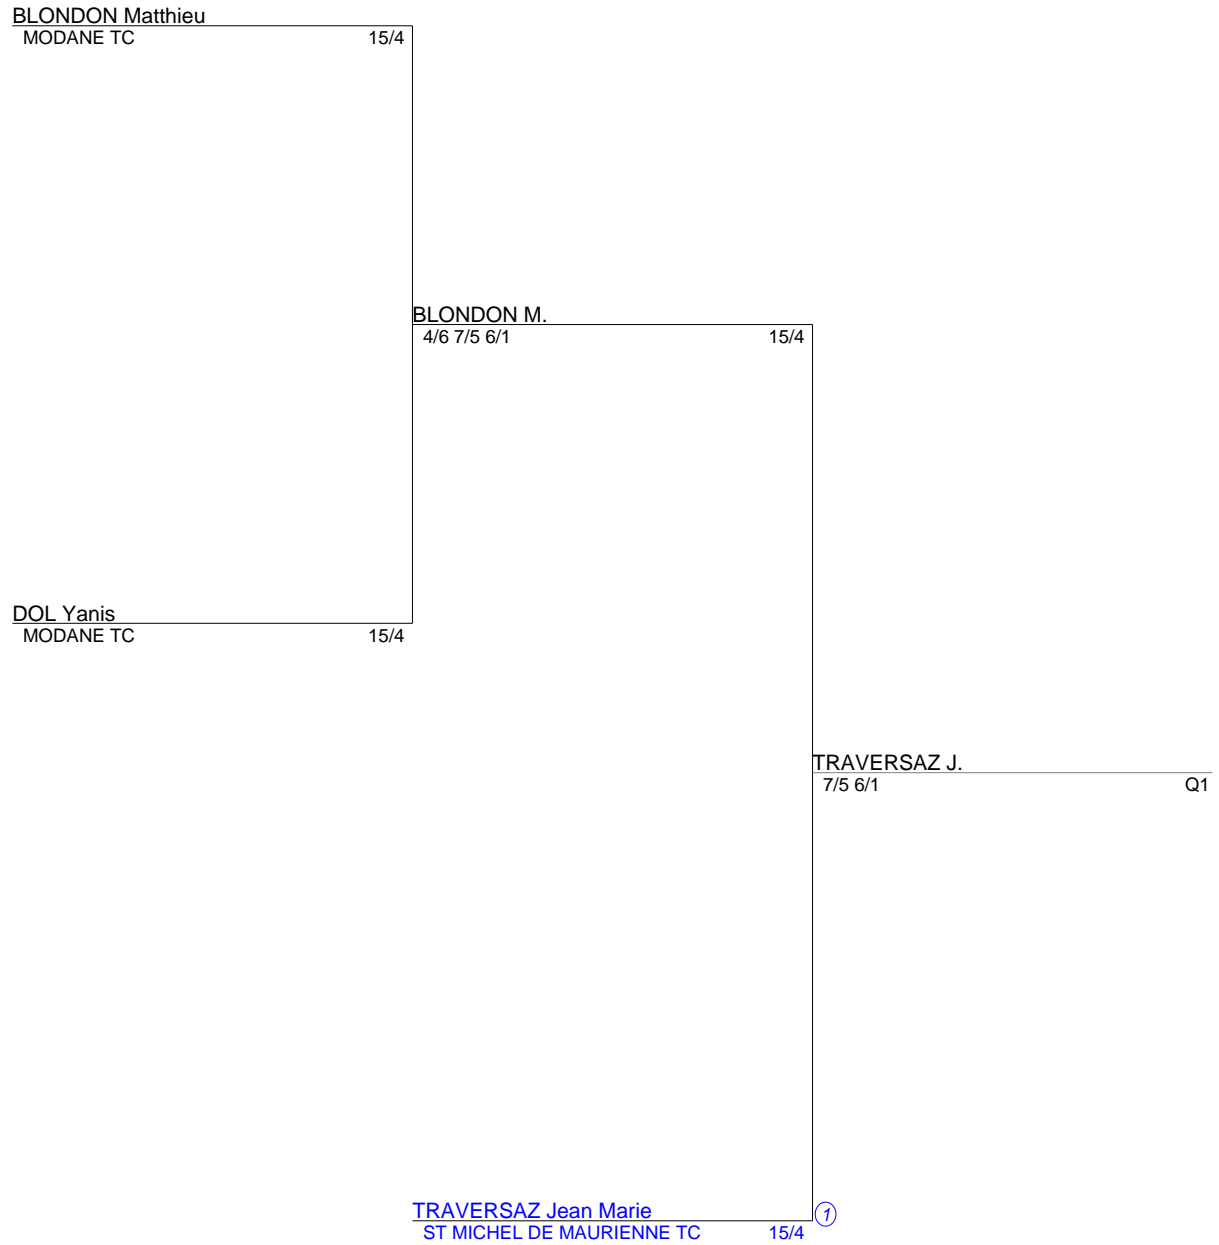 BLONDON Matthieu
MODANE TC 15/4
BLONDON M.
4/6 7/5 6/1 15/4
DOL Yanis
MODANE TC 15/4
TRAVERSAZ J.
7/5 6/1 Q1
TRAVERSAZ Jean Marie 1
ST MICHEL DE MAURIENNE TC 15/4